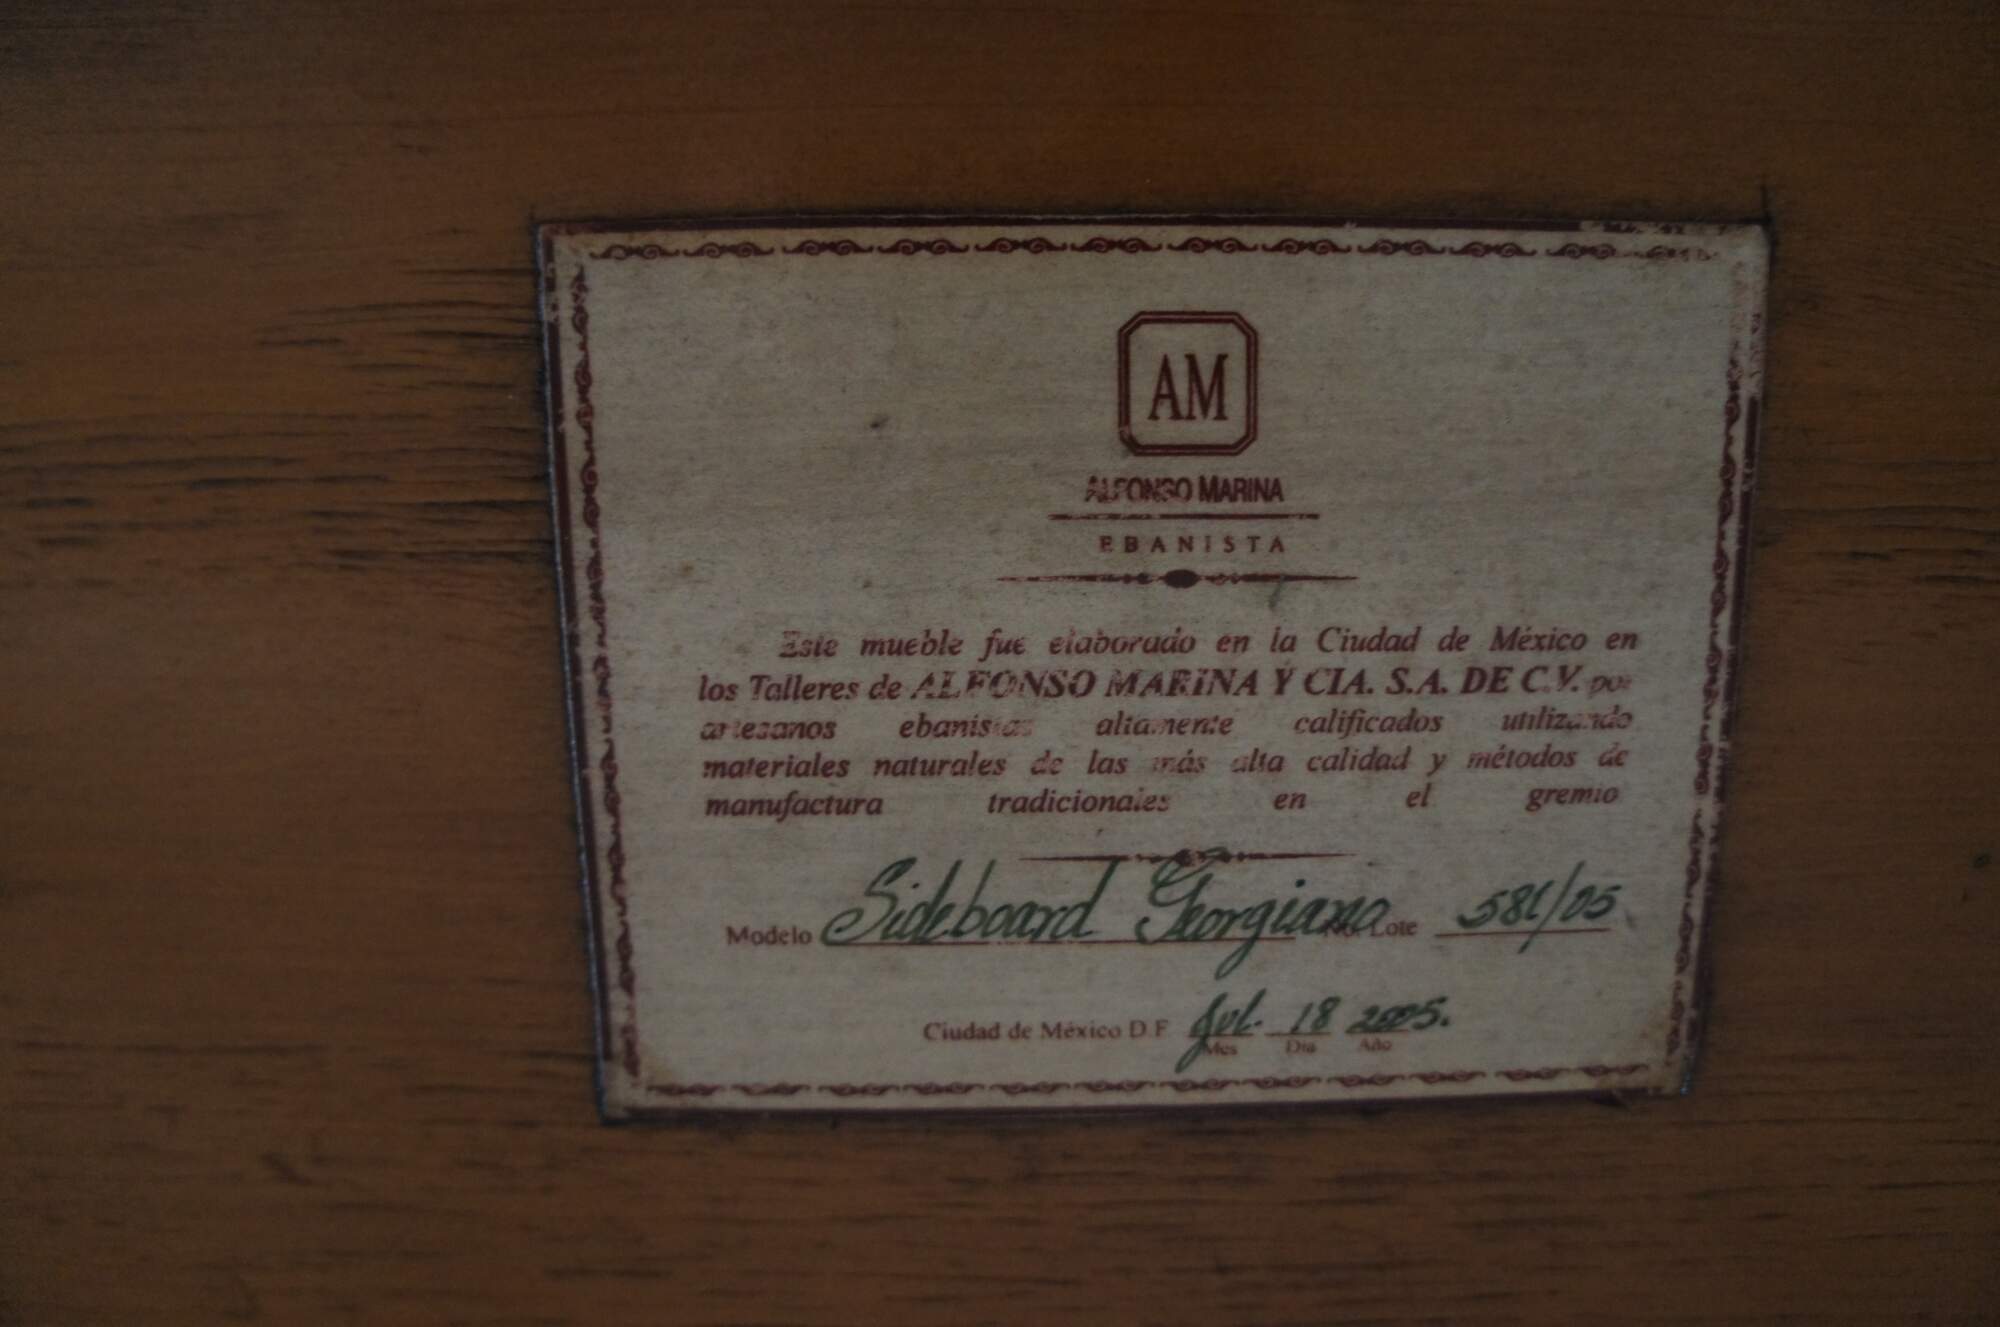 AM
ALFONSO MARINA
EBANISTA
Este mueble fue elaborado en la Ciudad de México en
los Talleres de ALFONSO MARINA Y CIA. S.A. DE C.V. por
artesanos ebanistas altamente calificados utilizando
materiales naturales de las más alta calidad y métodos de
manufactura tradicionales en el gremio
Modelo Sideboard Georgiano No. Lote 581/05
Ciudad de México D.F. Jul. 18 2005.
Mes Día Año